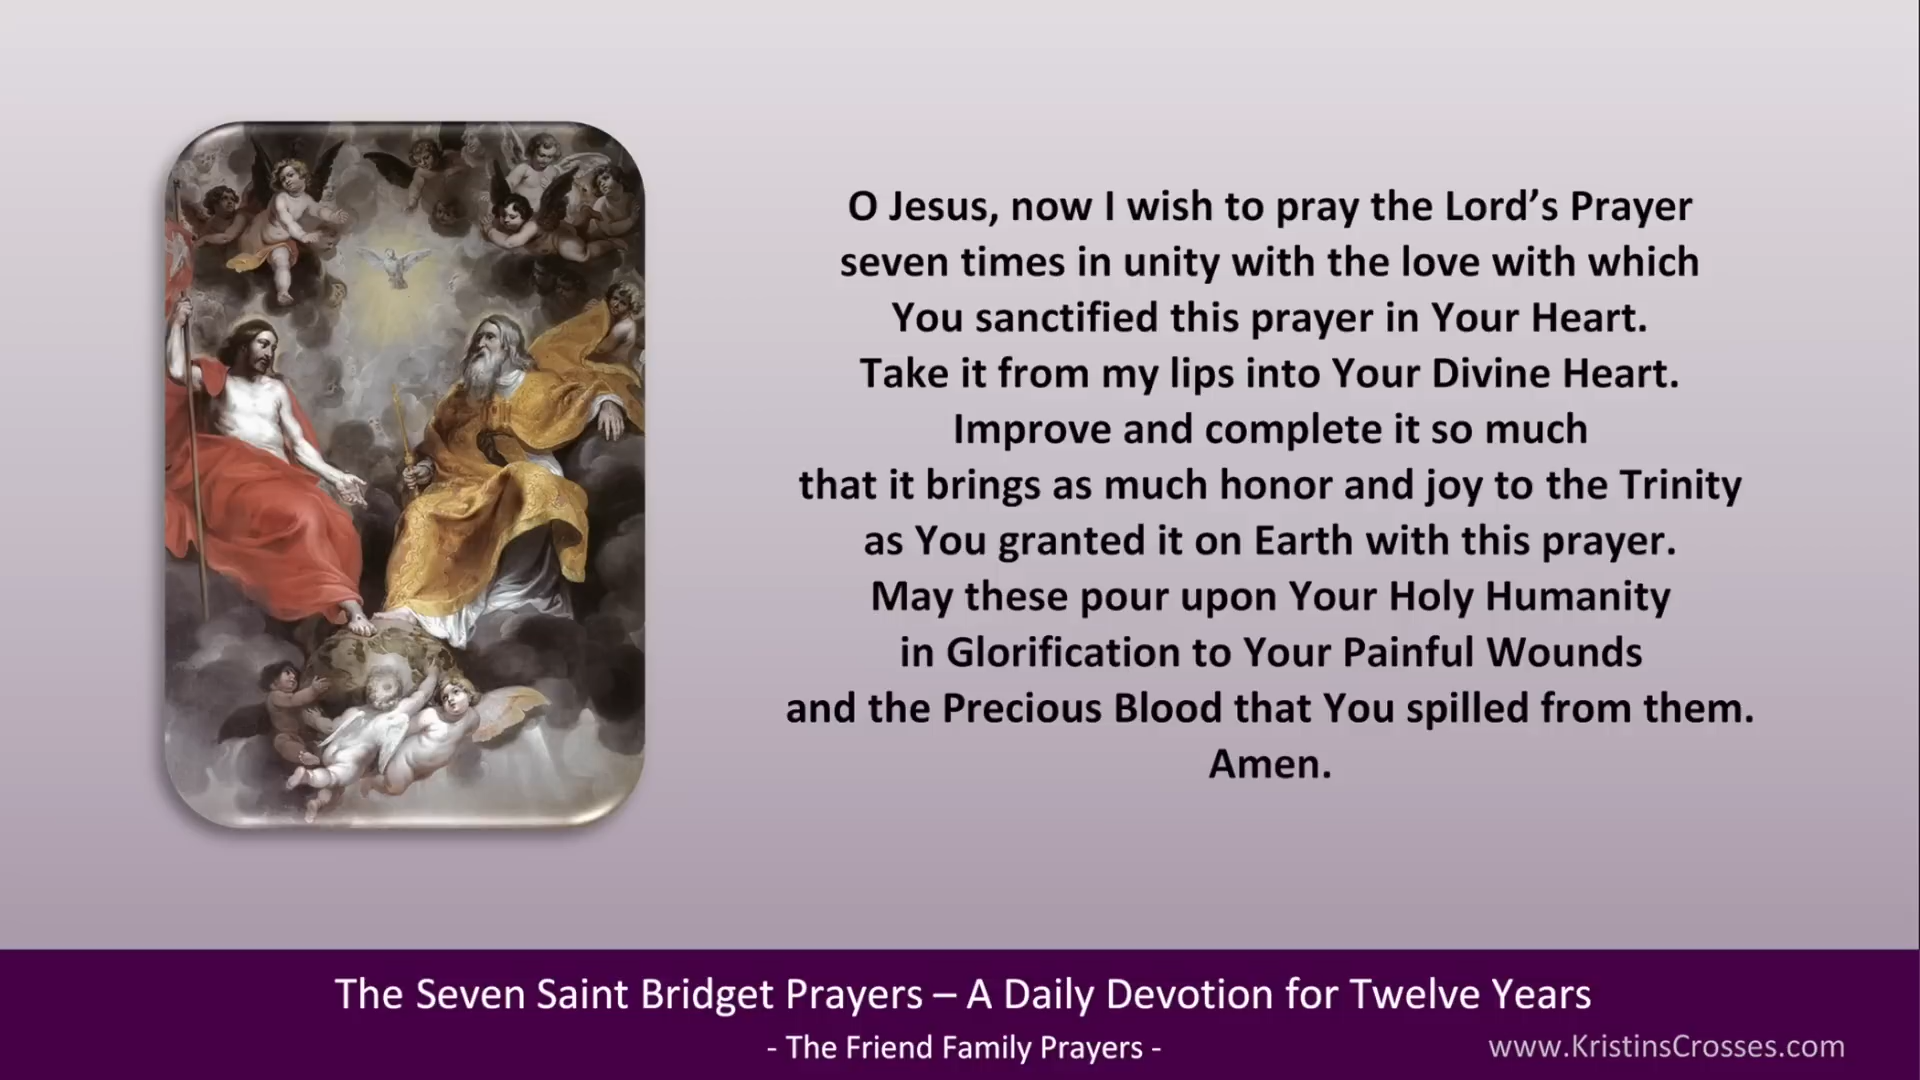 O Jesus, now I wish to pray the Lord’s Prayer
seven times in unity with the love with which
You sanctified this prayer in Your Heart.
Take it from my lips into Your Divine Heart.
Improve and complete it so much
that it brings as much honor and joy to the Trinity
as You granted it on Earth with this prayer.
May these pour upon Your Holy Humanity
in Glorification to Your Painful Wounds
and the Precious Blood that You spilled from them.
Amen.
The Seven Saint Bridget Prayers – A Daily Devotion for Twelve Years
- The Friend Family Prayers -
www.KristinsCrosses.com